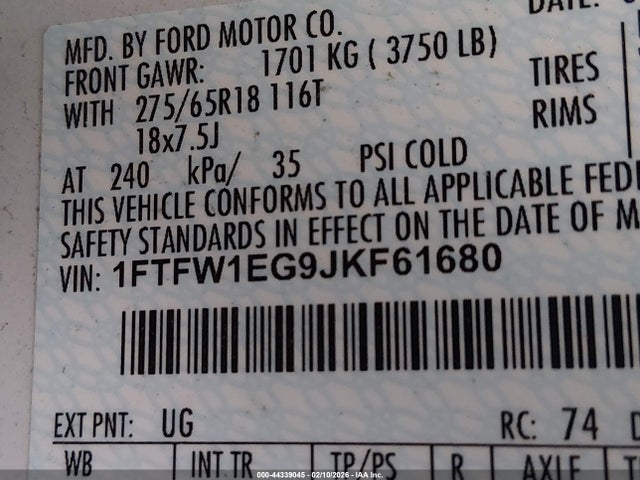 DATE:
MFD. BY FORD MOTOR CO.
FRONT GAWR: 1701 KG ( 3750 LB)
WITH 275/65R18 116T TIRES
18x7.5J RIMS
AT 240 kPa/ 35 PSI COLD
THIS VEHICLE CONFORMS TO ALL APPLICABLE FEDE
SAFETY STANDARDS IN EFFECT ON THE DATE OF M
VIN: 1FTFW1EG9JKF61680
EXT PNT: UG RC: 74
WB INT TR TP/PS R AXLE
000-44339045 - 02/10/2026 - IAA Inc.